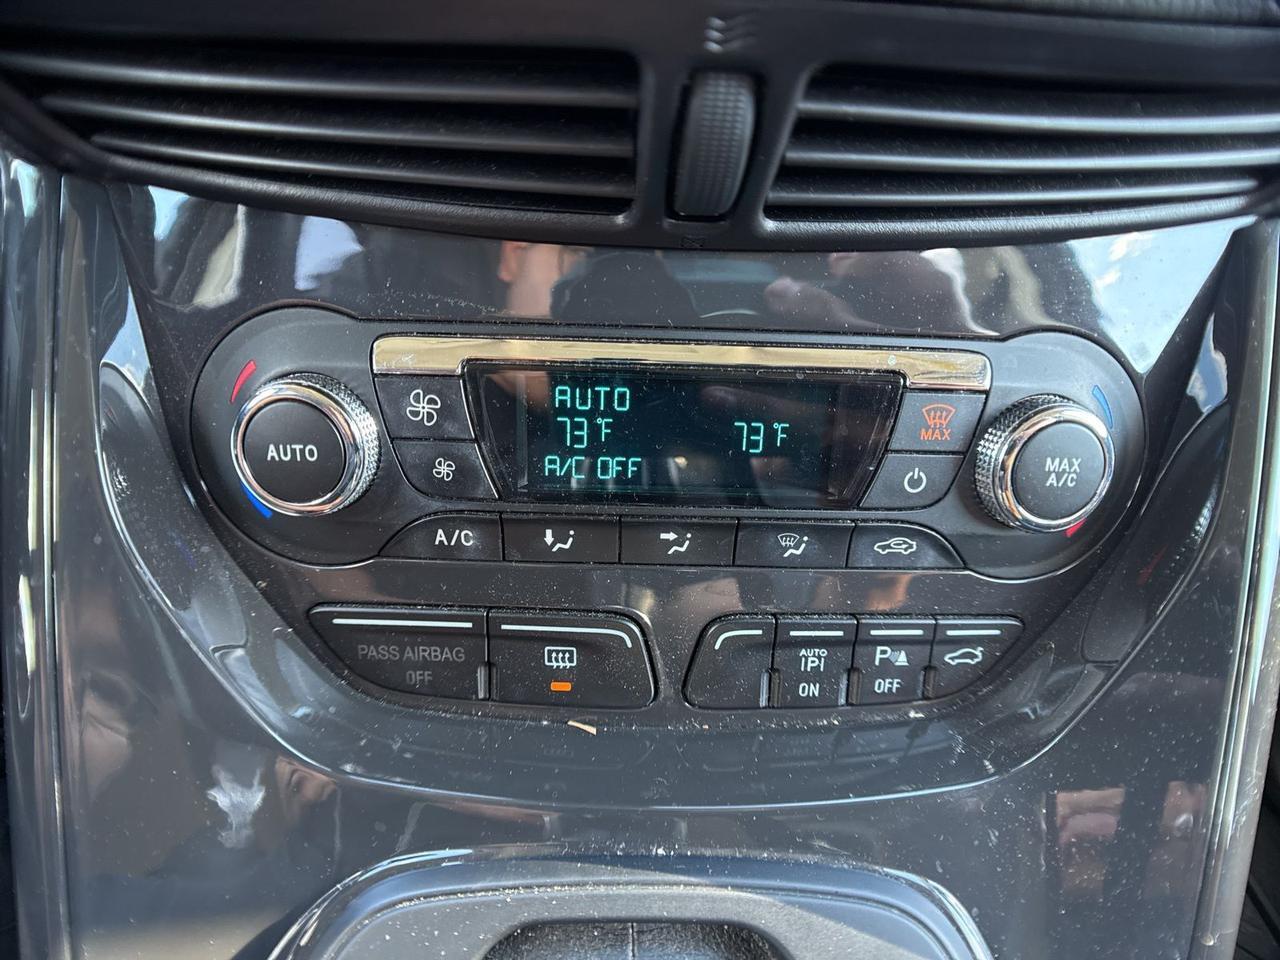 AUTO
AUTO
73°F 73°F
A/C OFF
MAX
MAX
A/C
A/C
PASS AIRBAG
OFF
AUTO
P
ON
P
OFF